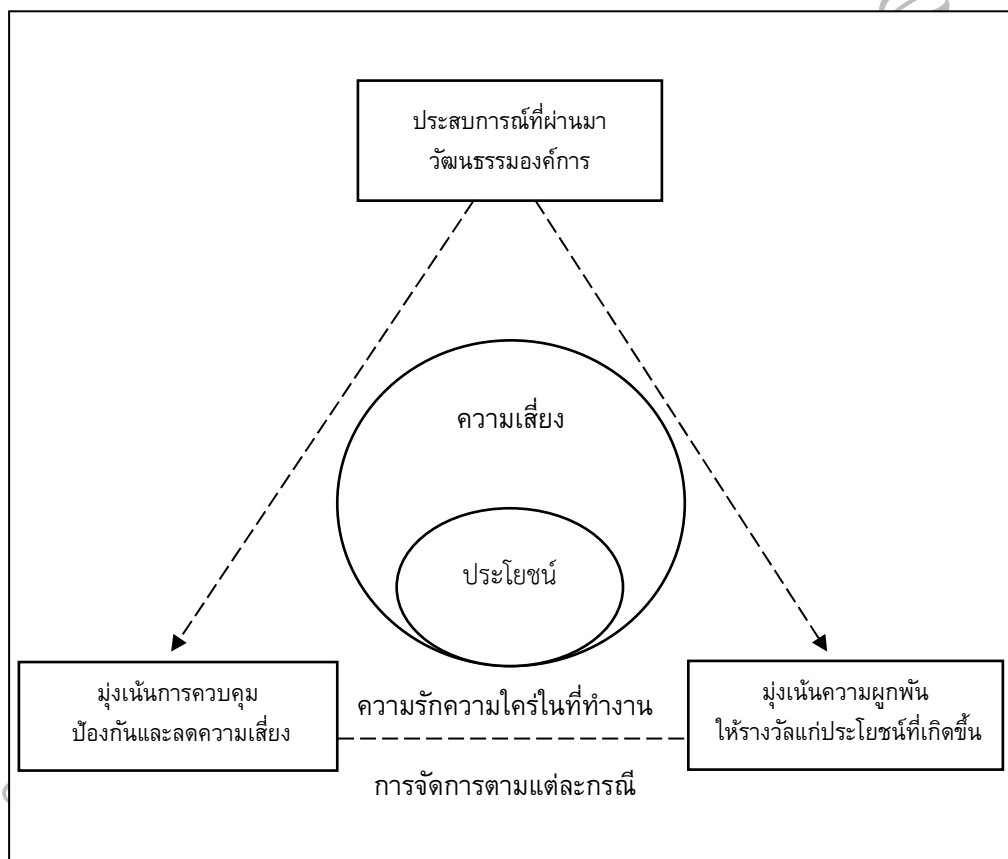 ประสบการณ์ที่ผ่านมา
วัฒนธรรมองค์การ
ความเสี่ยง
ประโยชน์
มุ่งเน้นการควบคุม
ป้องกันและลดความเสี่ยง
ความรักความใคร่ในที่ทำงาน
การจัดการตามแต่ละกรณี
มุ่งเน้นความผูกพัน
ให้รางวัลแก่ประโยชน์ที่เกิดขึ้น